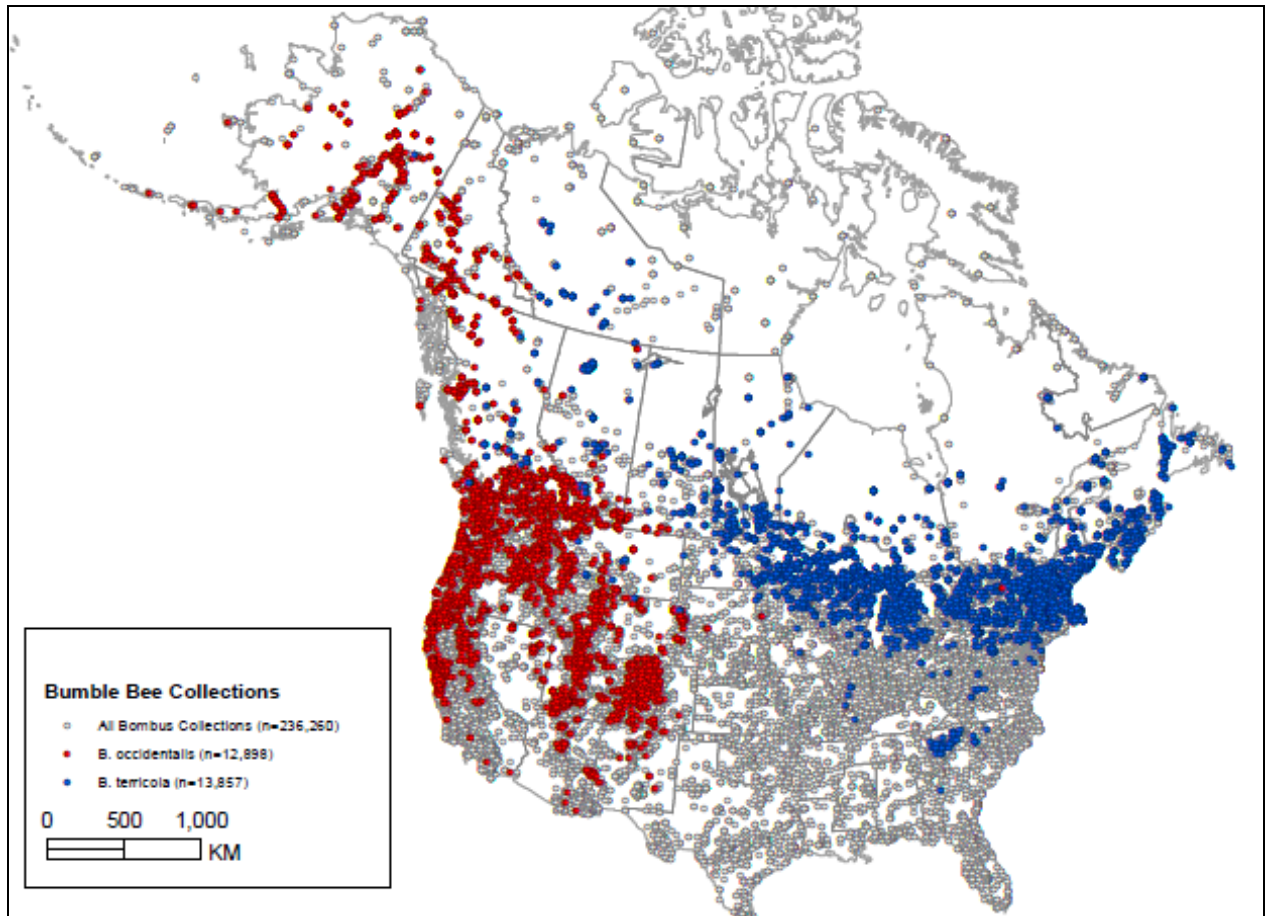 Bumble Bee Collections
All Bombus Collections (n=236,260)
B. occidentalis (n=12,898)
B. terricola (n=13,857)
0 500 1,000
KM